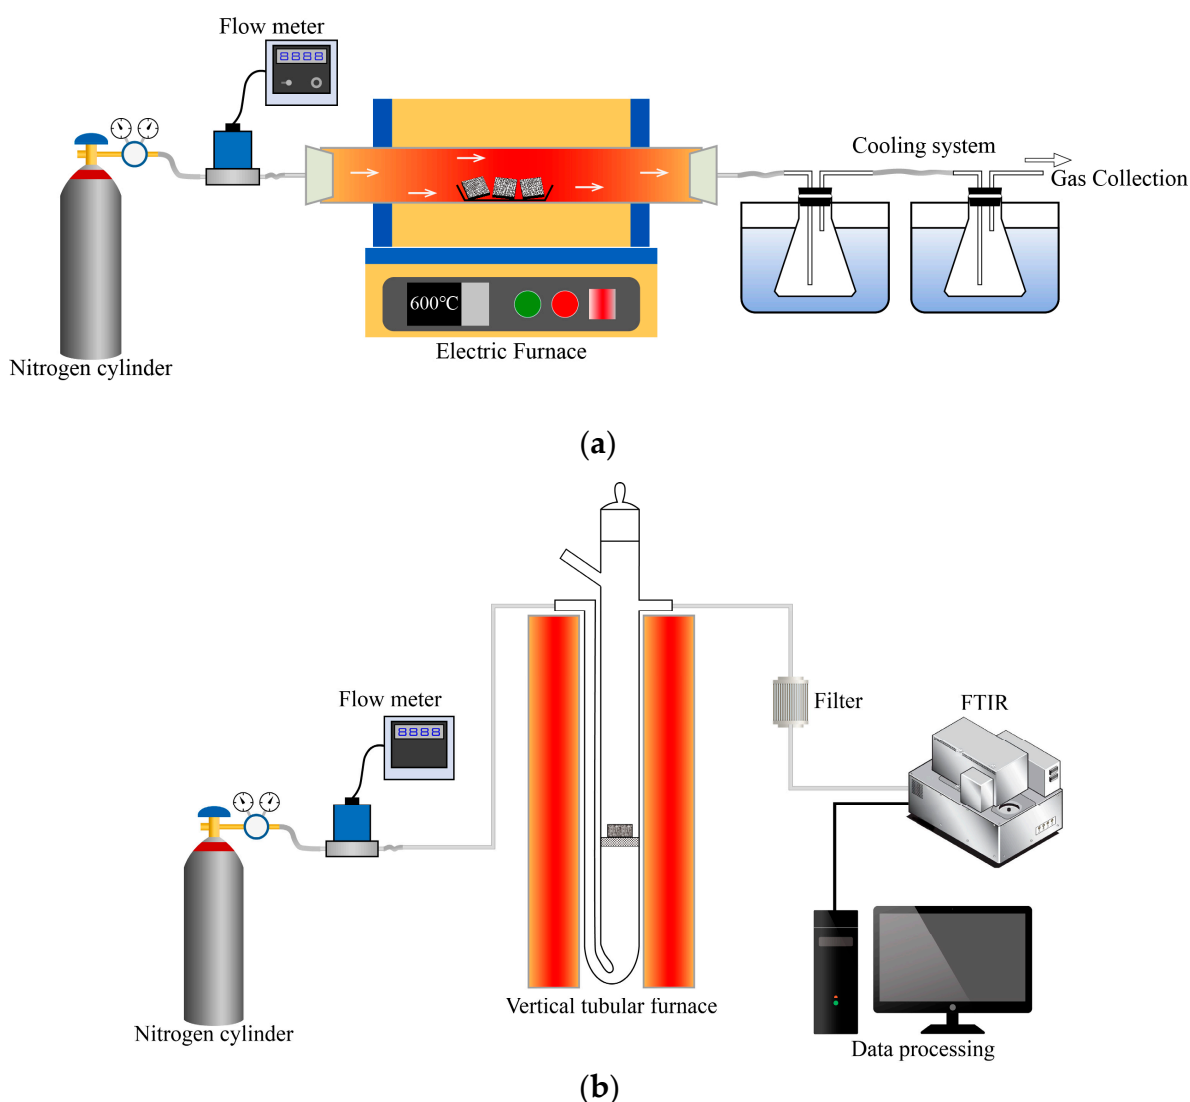 Flow meter
8888
Cooling system
Gas Collection
600℃
Electric Furnace
Nitrogen cylinder
(a)
Flow meter
8888
Filter
FTIR
Vertical tubular furnace
Nitrogen cylinder
Data processing
(b)